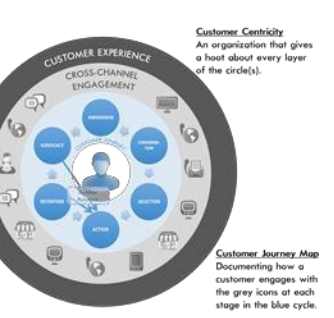 Customer Centricity
An organization that gives
a hoot about every layer
of the circle(s).
CUSTOMER EXPERIENCE
CROSS-CHANNEL
ENGAGEMENT
AWARENESS
ADVOCACY
CUSTOMER JOURNEY
RETENTION
SELECTION
ACTION
Customer Journey Map
Documenting how a
customer engages with
the grey icons at each
stage in the blue cycle.